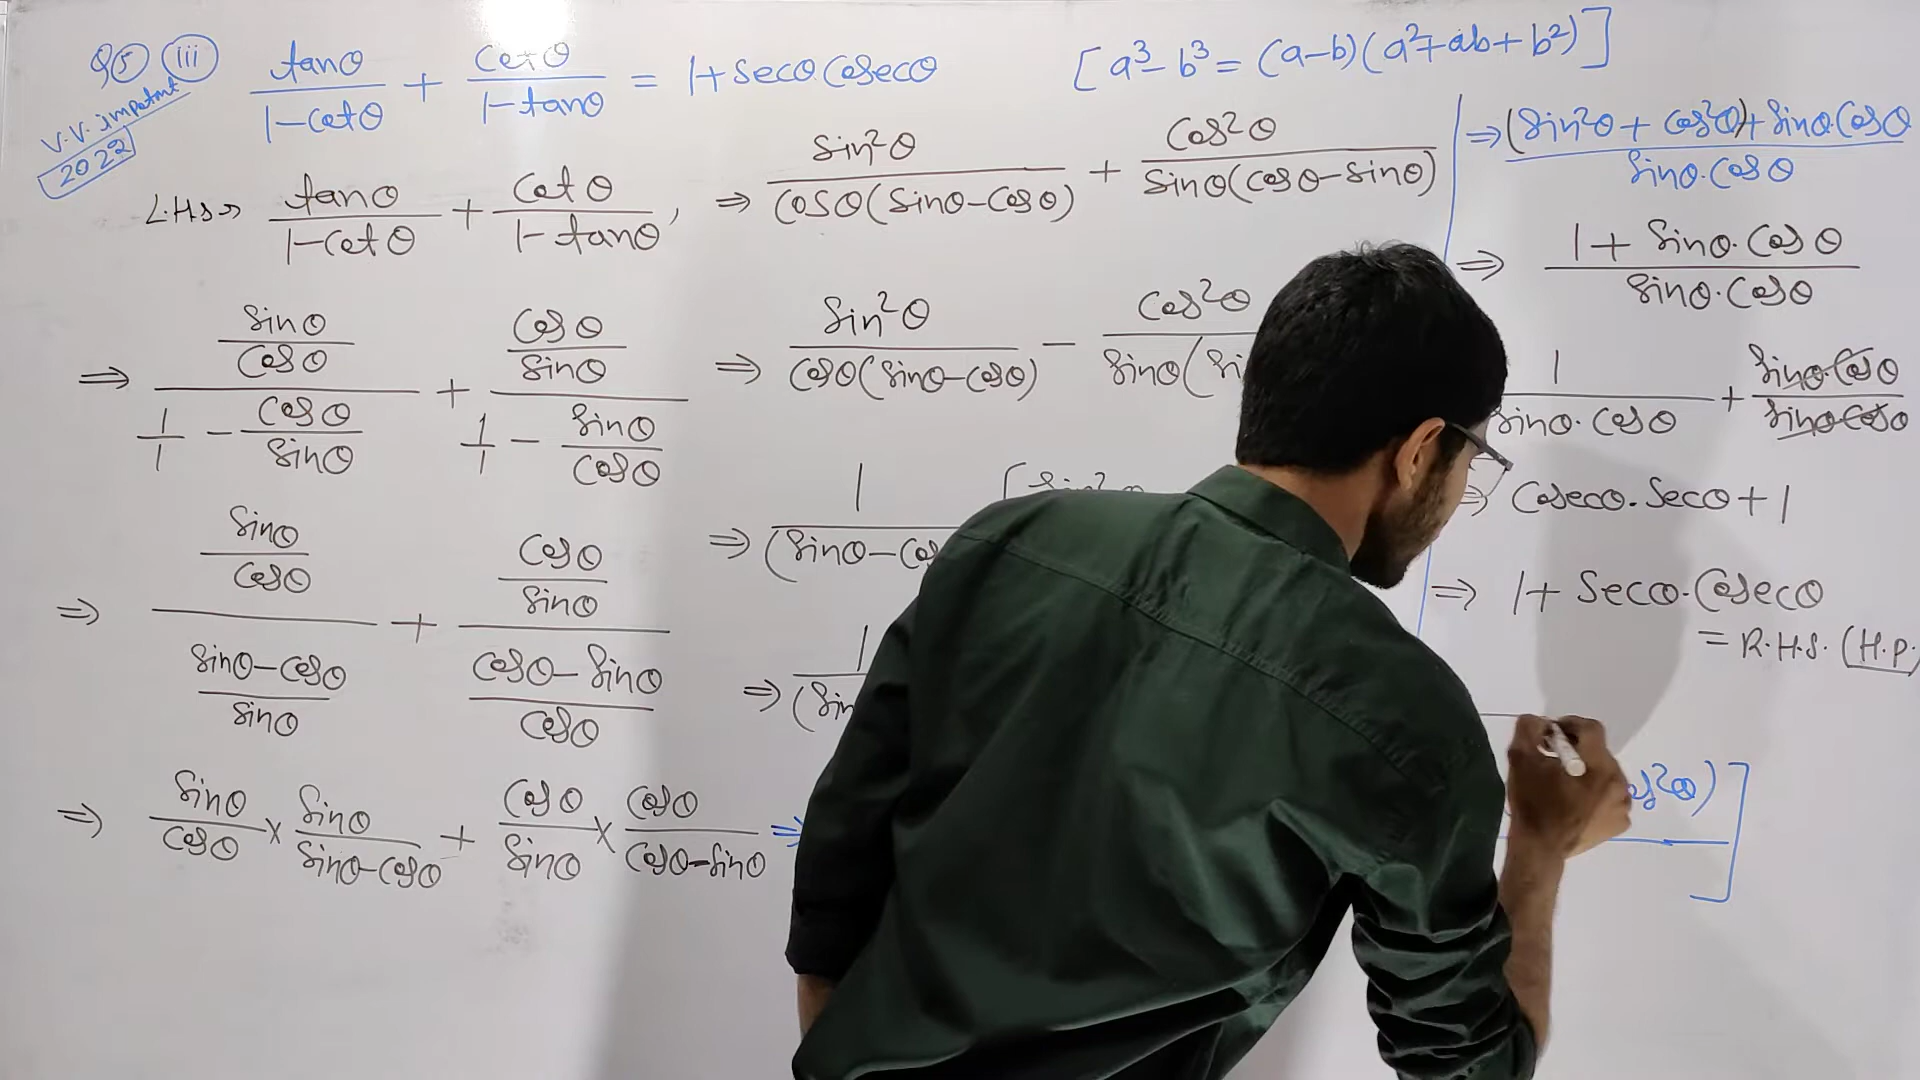 Q5 (iii) tanθ/(1-cotθ) + cotθ/(1-tanθ) = 1+secθ.cosecθ [a³-b³ = (a-b)(a²+ab+b²)]
V.V. impotnt
2022
L.H.S → tanθ/(1-cotθ) + cotθ/(1-tanθ),
⇒ (sinθ/cosθ)/(1/1 - cosθ/sinθ) + (cosθ/sinθ)/(1/1 - sinθ/cosθ)
⇒ (sinθ/cosθ)/((sinθ-cosθ)/sinθ) + (cosθ/sinθ)/((cosθ-sinθ)/cosθ)
⇒ sinθ/cosθ × sinθ/(sinθ-cosθ) + cosθ/sinθ × cosθ/(cosθ-sinθ)
⇒ sin²θ/(cosθ(sinθ-cosθ)) + cos²θ/(sinθ(cosθ-sinθ))
⇒ sin²θ/(cosθ(sinθ-cosθ)) - cos²θ/(sinθ(si
⇒ 1/(sinθ-cos [sin²θ
⇒ 1/(sin
⇒ os²θ)]
⇒ ((sin²θ + cos²θ)+sinθ.cosθ)/(sinθ.cosθ)
⇒ (1+ sinθ.cosθ)/(sinθ.cosθ)
1/(sinθ.cosθ) + sinθ.cosθ/sinθ.cosθ
⇒ cosecθ.secθ+1
⇒ 1+ secθ.cosecθ
= R.H.S. (H.P.)